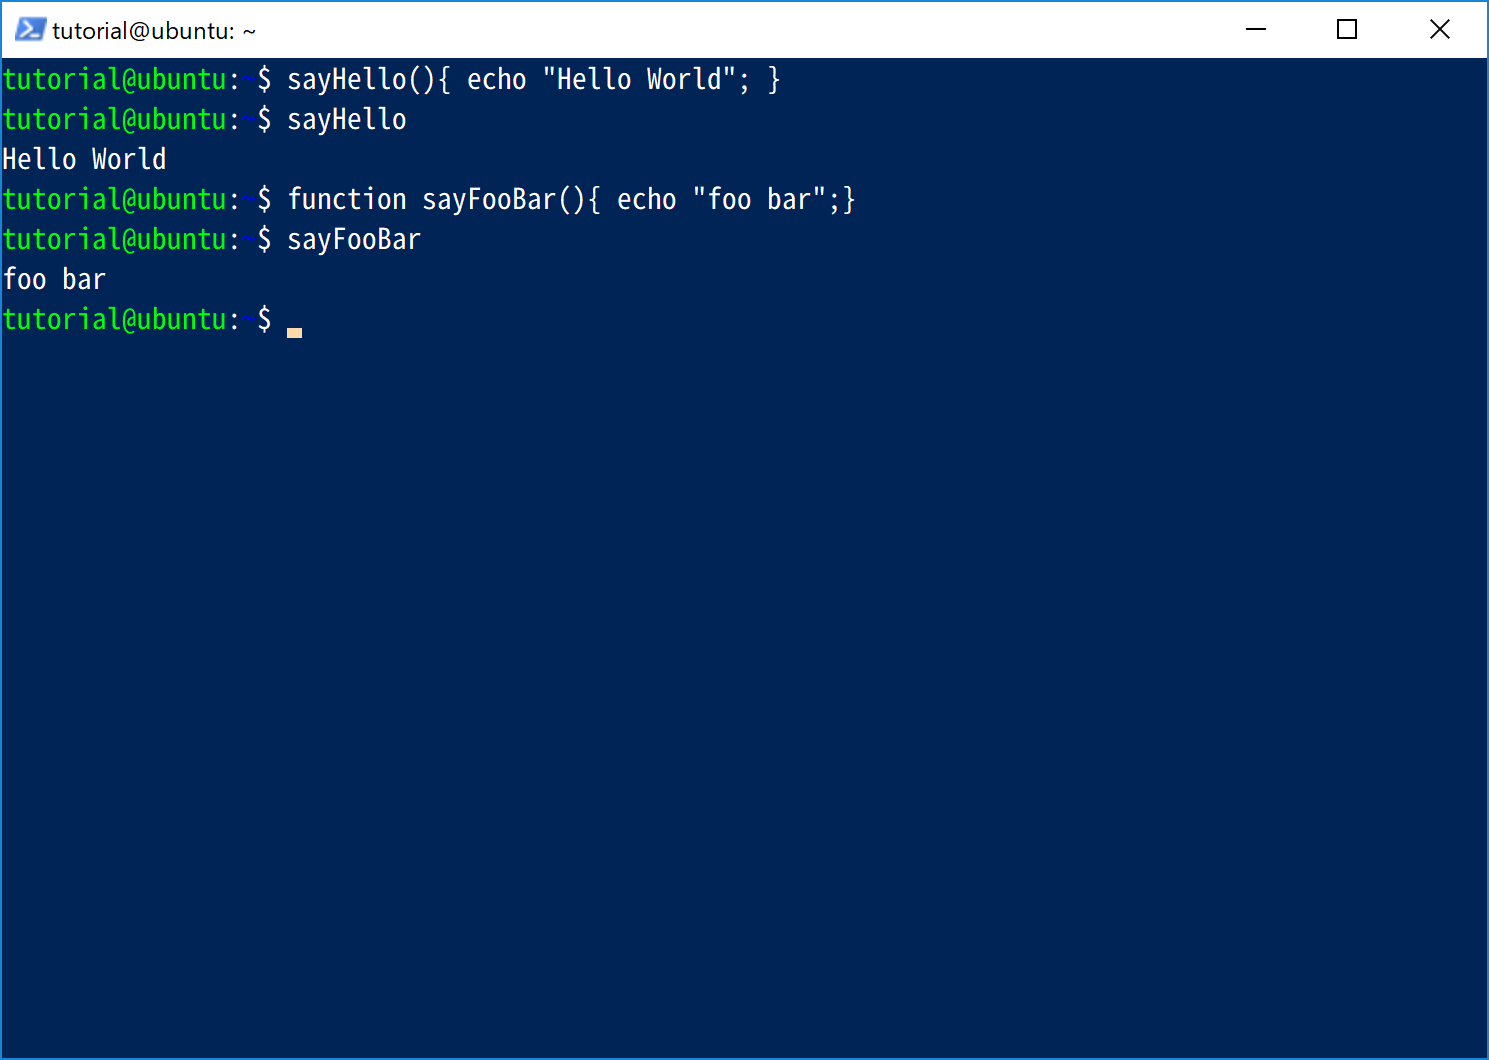 tutorial@ubuntu: ~
tutorial@ubuntu:~$ sayHello(){ echo "Hello World"; }
tutorial@ubuntu:~$ sayHello
Hello World
tutorial@ubuntu:~$ function sayFooBar(){ echo "foo bar";}
tutorial@ubuntu:~$ sayFooBar
foo bar
tutorial@ubuntu:~$